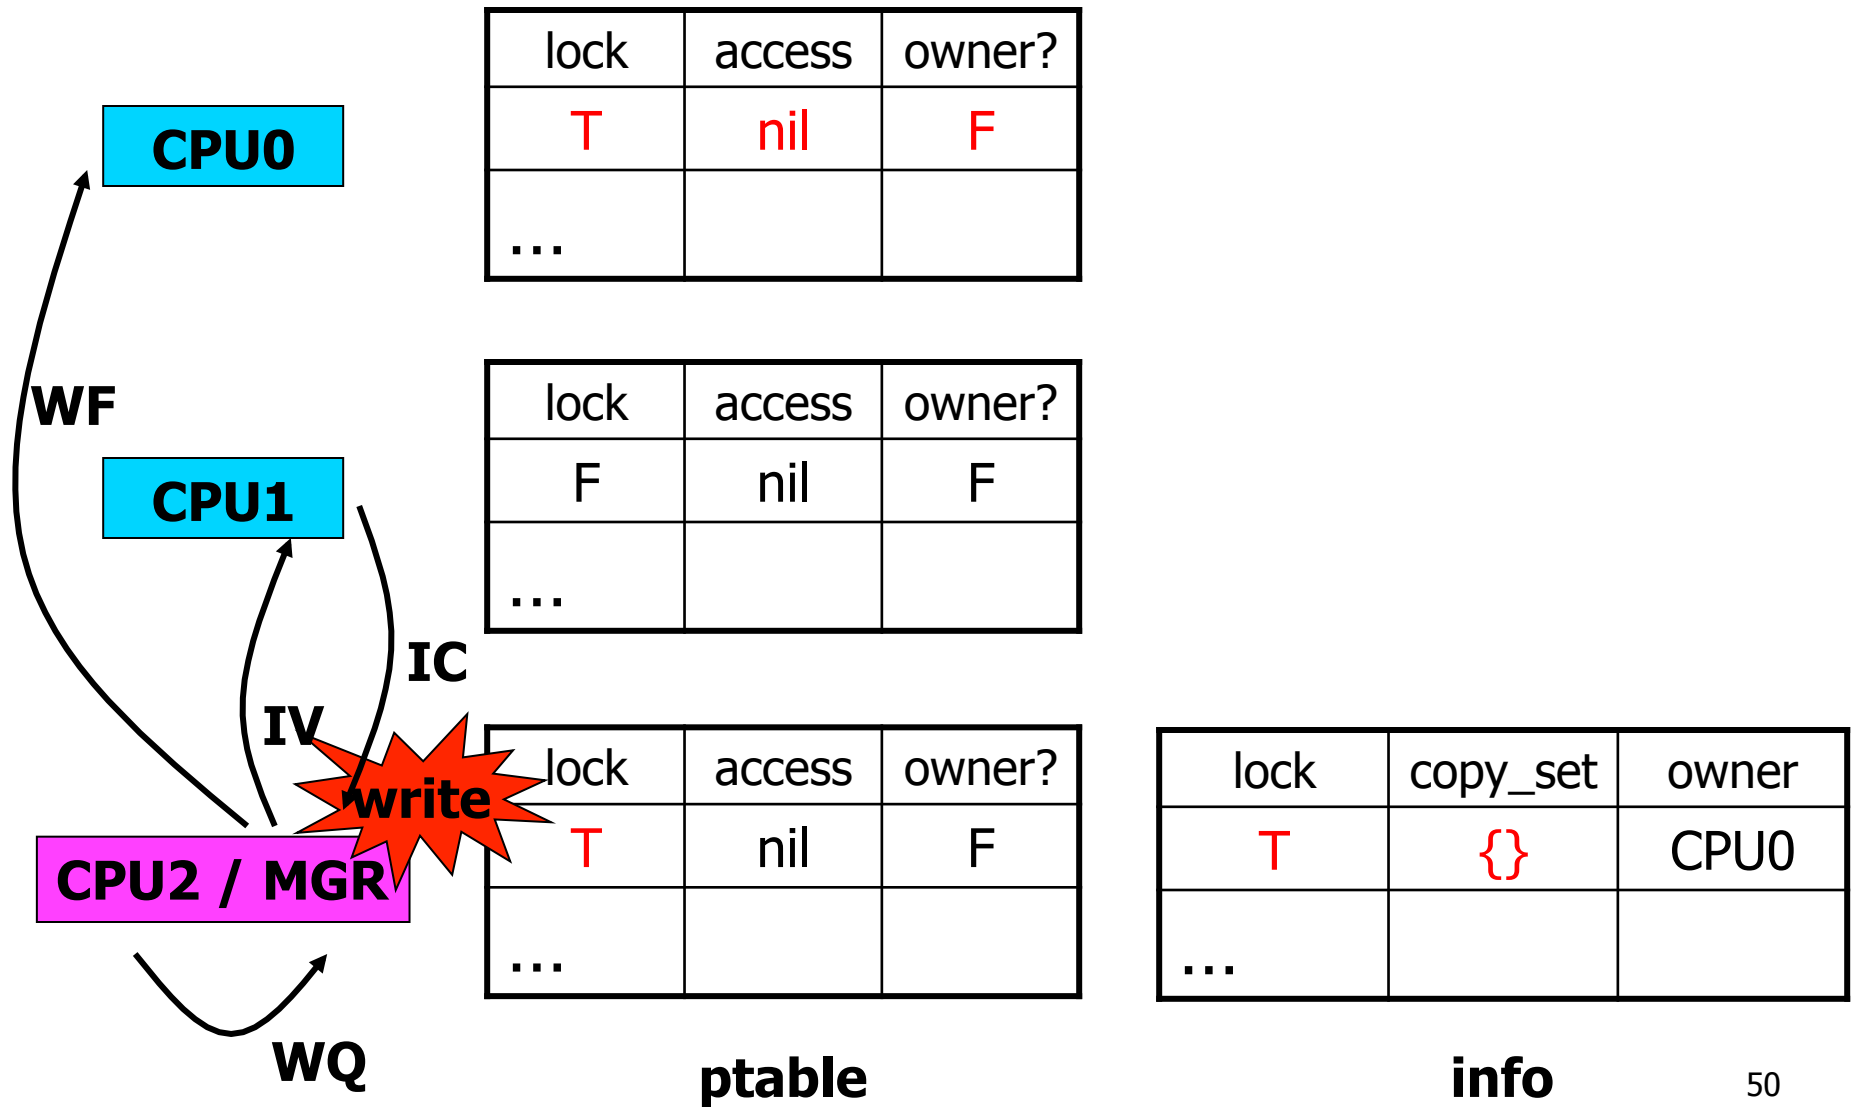 lock access owner?
CPU0 T nil F
...
WF
lock access owner?
CPU1 F nil F
...
IC
IV
write
lock access owner?
CPU2 / MGR T nil F
...
lock copy_set owner
T {} CPU0
...
WQ
ptable
info
50